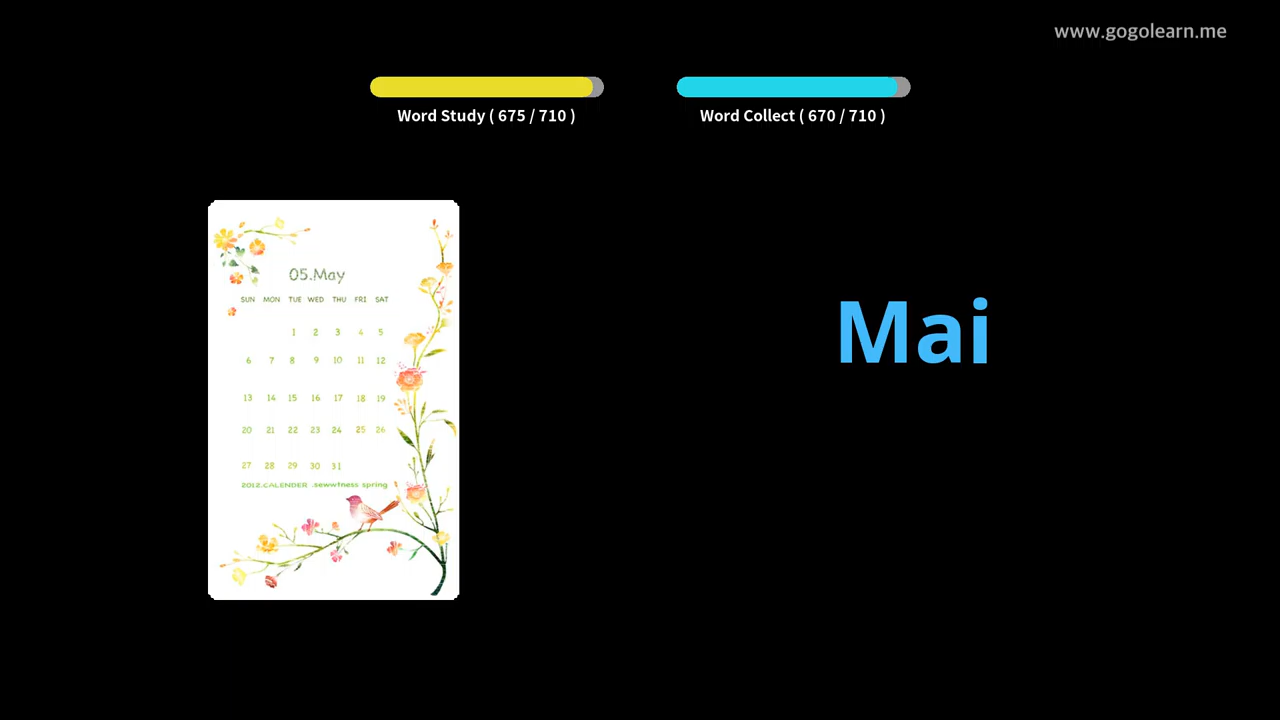 www.gogolearn.me
Word Study ( 675 / 710 )
Word Collect ( 670 / 710 )
05.May
SUN MON TUE WED THU FRI SAT
1 2 3 4 5
6 7 8 9 10 11 12
13 14 15 16 17 18 19
20 21 22 23 24 25 26
27 28 29 30 31
2012.CALENDER .sewwtness spring
Mai